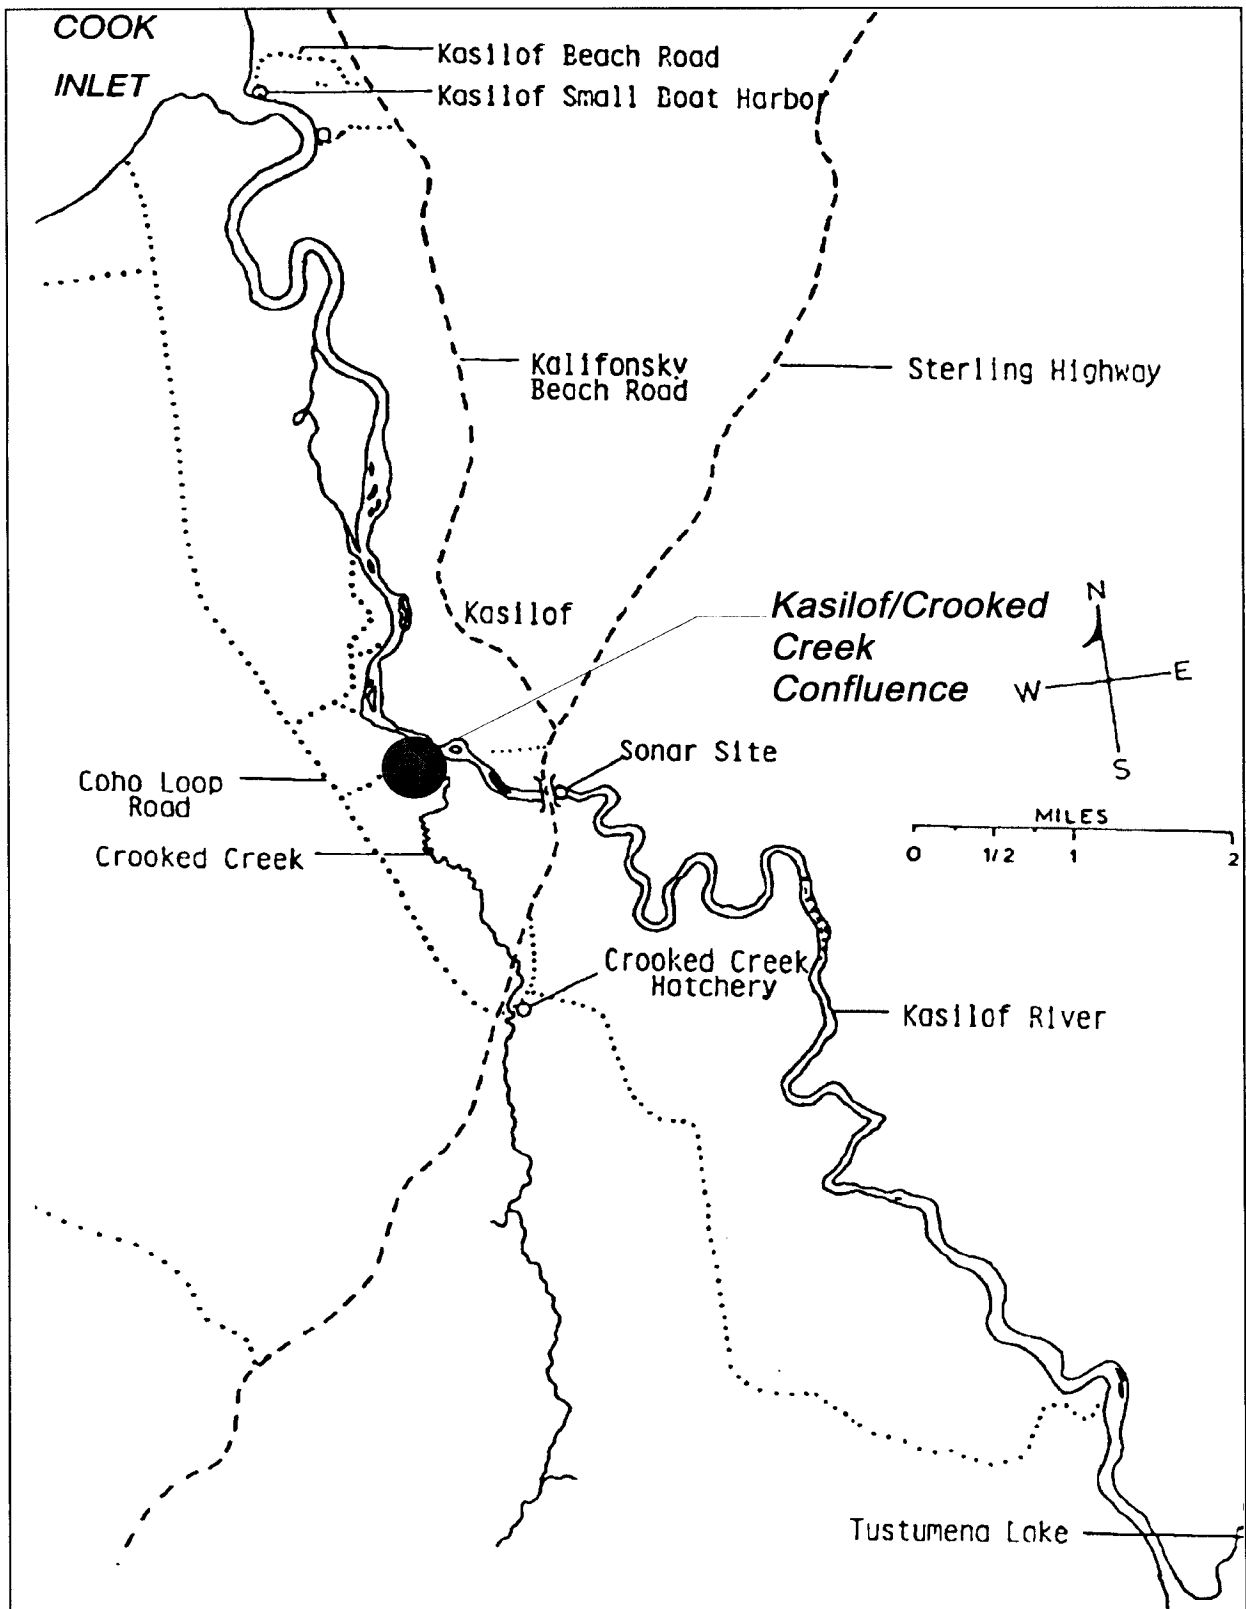 COOK
INLET
Kasilof Beach Road
Kasilof Small Boat Harbor
Kalifonsky
Beach Road
Sterling Highway
Kasilof
Kasilof/Crooked
Creek
Confluence
N
W
E
S
Sonar Site
Coho Loop
Road
Crooked Creek
MILES
0 1/2 1 2
Crooked Creek
Hatchery
Kasilof River
Tustumena Lake